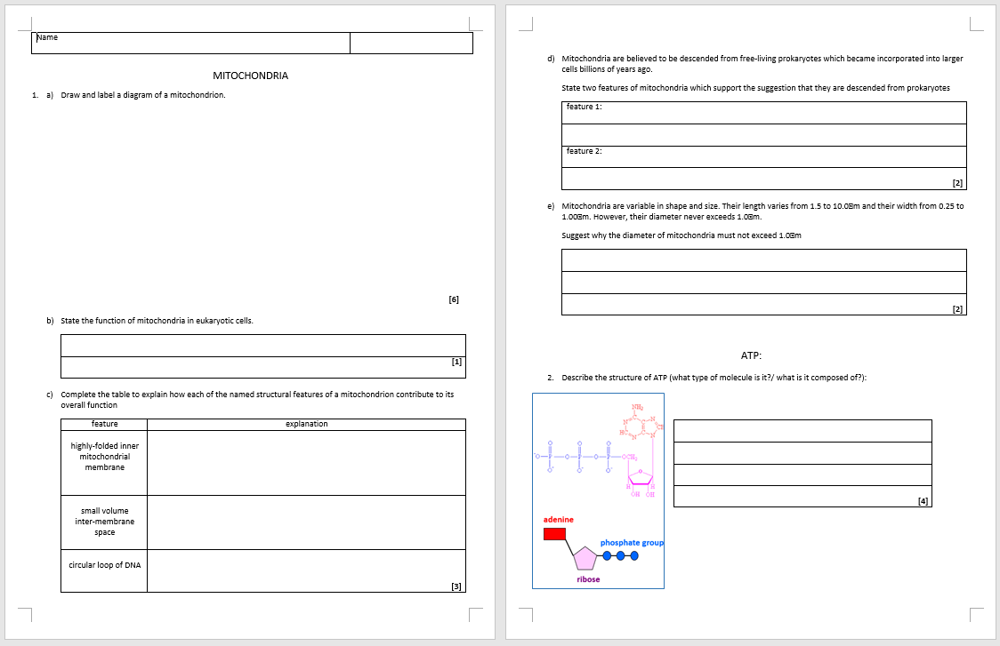 Name
MITOCHONDRIA
1. a) Draw and label a diagram of a mitochondrion.
[6]
b) State the function of mitochondria in eukaryotic cells.
[1]
c) Complete the table to explain how each of the named structural features of a mitochondrion contribute to its
overall function
feature explanation
highly-folded inner
mitochondrial
membrane
small volume
inter-membrane
space
circular loop of DNA
[3]
d) Mitochondria are believed to be descended from free-living prokaryotes which became incorporated into larger
cells billions of years ago.
State two features of mitochondria which support the suggestion that they are descended from prokaryotes
feature 1:
feature 2:
[2]
e) Mitochondria are variable in shape and size. Their length varies from 1.5 to 10.0m and their width from 0.25 to
1.00m. However, their diameter never exceeds 1.0m.
Suggest why the diameter of mitochondria must not exceed 1.0m
[2]
ATP:
2. Describe the structure of ATP (what type of molecule is it?/ what is it composed of?):
NH₂
N C C N CH
HC N C N
O O O
⁻O P O P O P OCH₂
O⁻ O⁻ O⁻
O
H H
OH OH
adenine
phosphate group
ribose
[4]